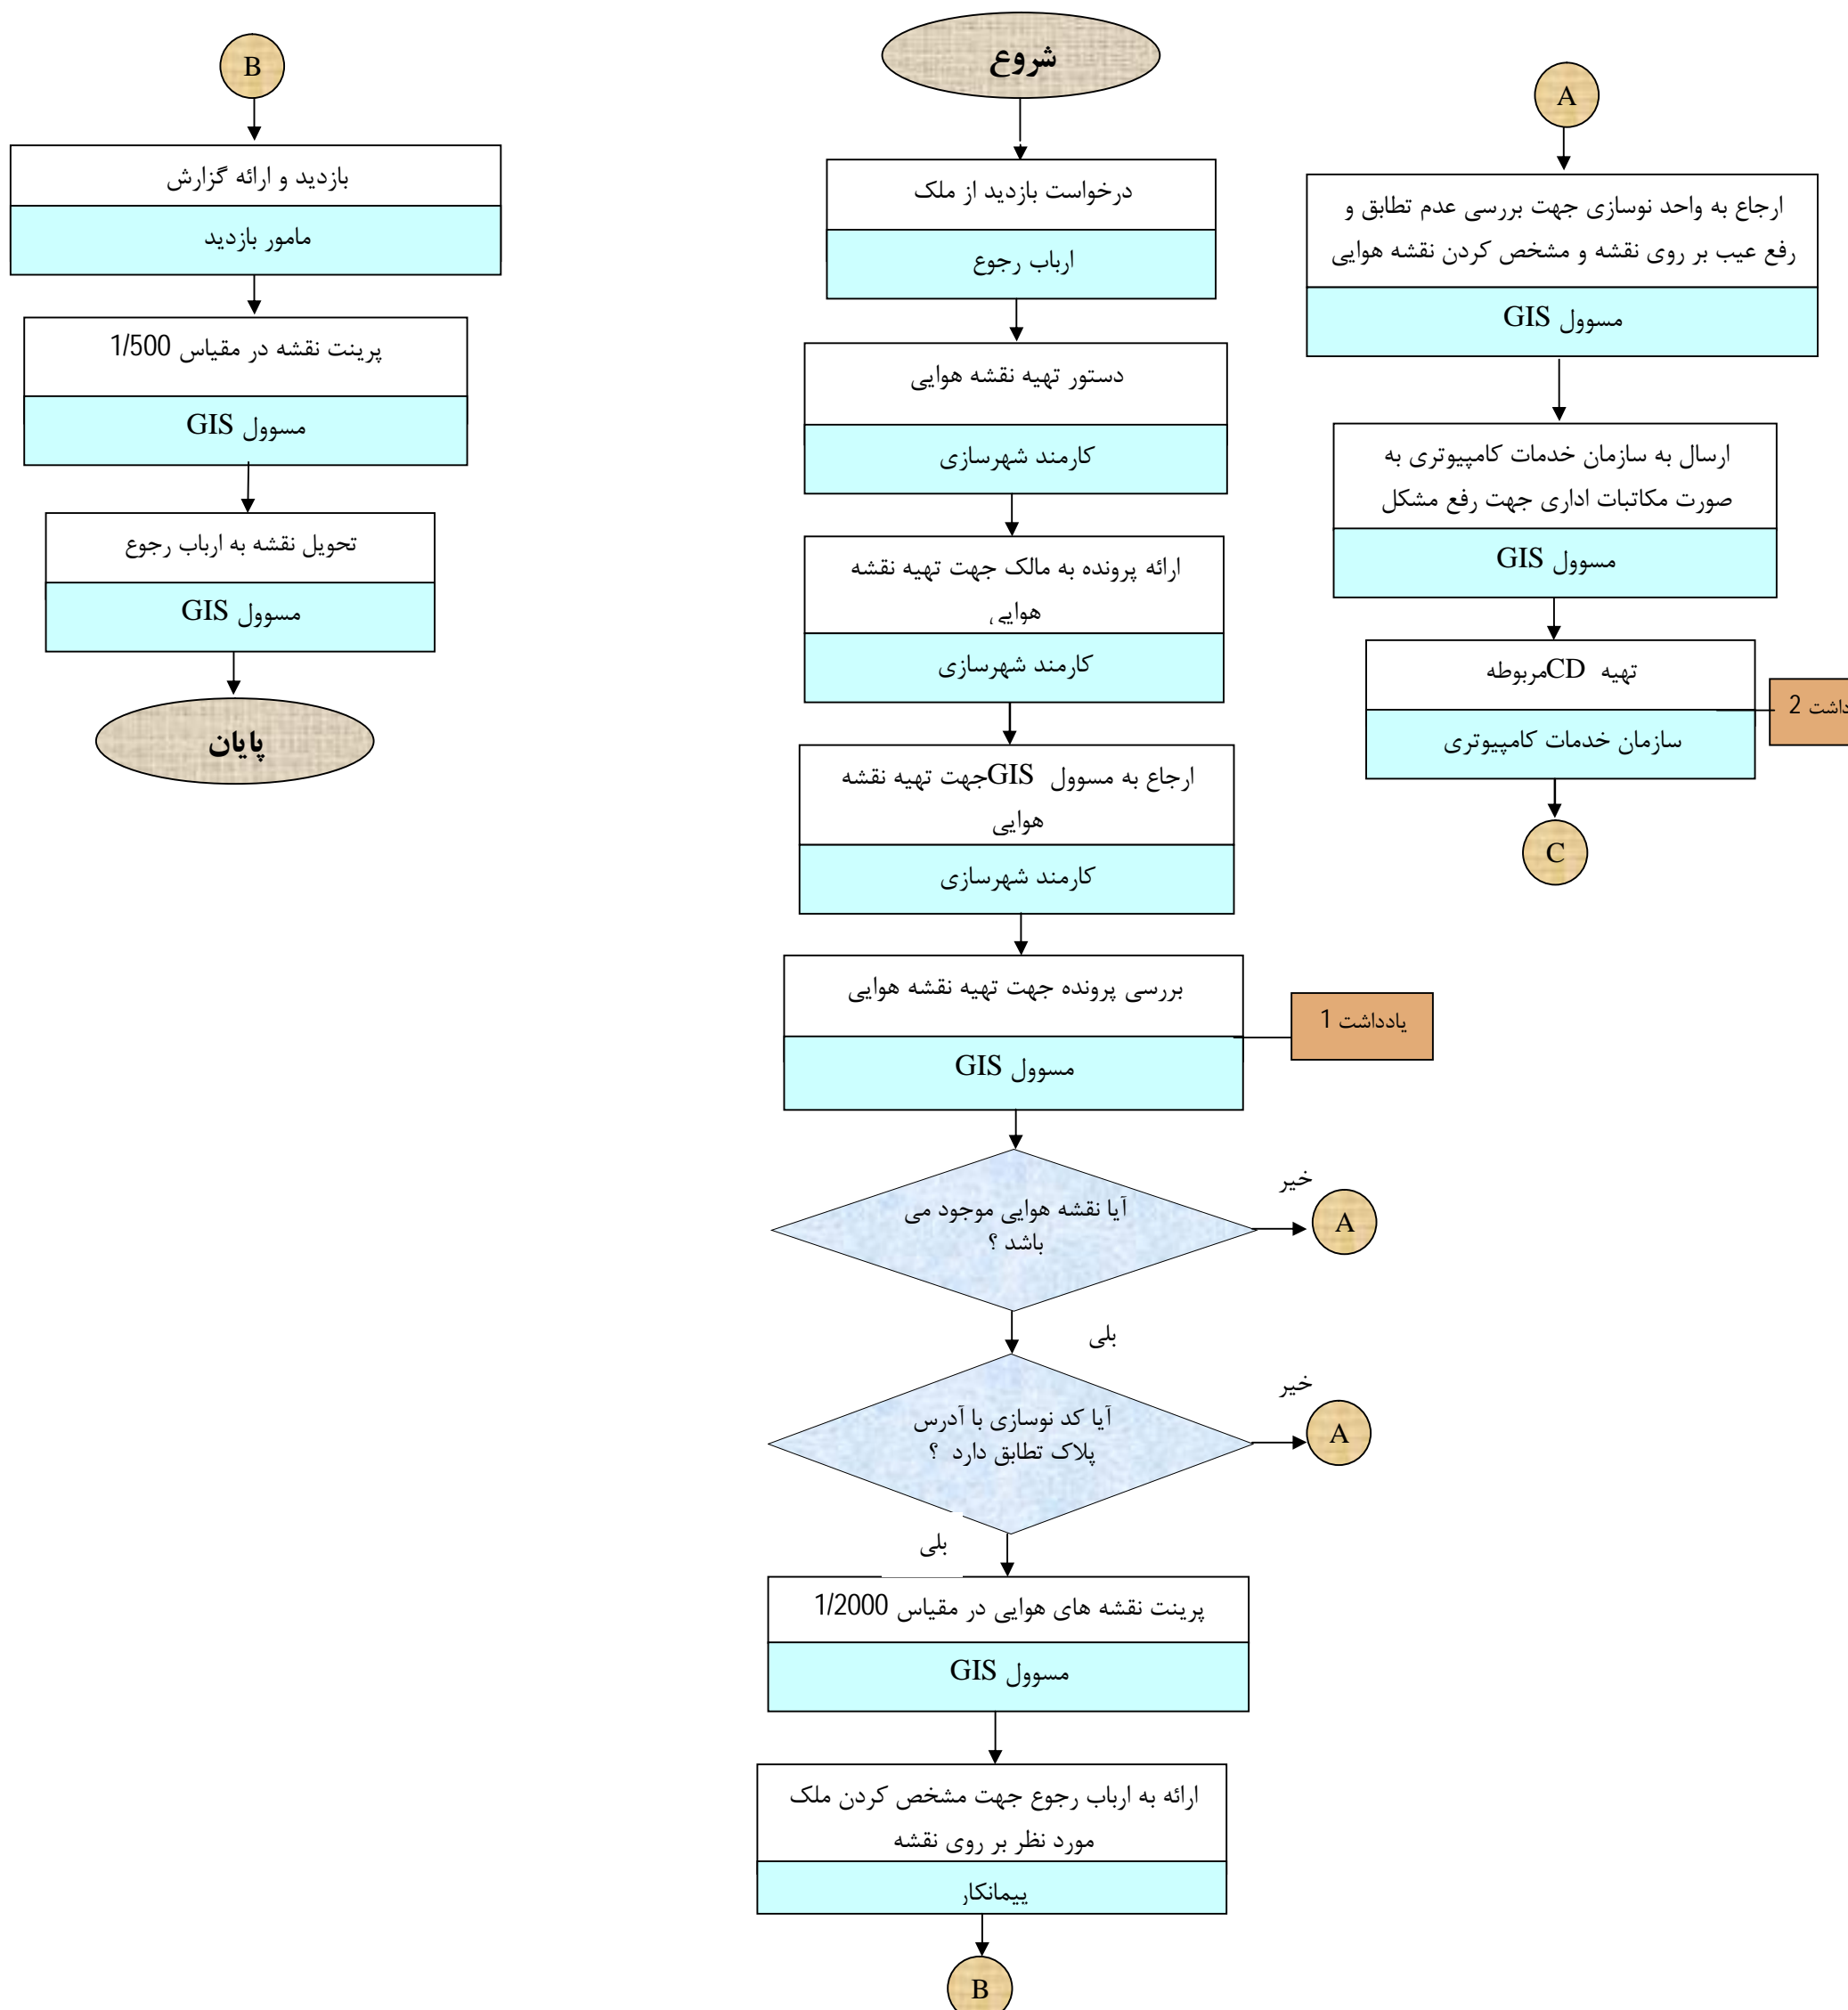 شروع
درخواست بازدید از ملک
ارباب رجوع
دستور تهیه نقشه هوایی
کارمند شهرسازی
ارائه پرونده به مالک جهت تهیه نقشه
هوایی
کارمند شهرسازی
ارجاع به مسوول GIS جهت تهیه نقشه
هوایی
کارمند شهرسازی
بررسی پرونده جهت تهیه نقشه هوایی
مسوول GIS
یادداشت 1
آیا نقشه هوایی موجود می
باشد ؟
خیر
A
بلی
آیا کد نوسازی با آدرس
پلاک تطابق دارد ؟
خیر
A
بلی
پرینت نقشه های هوایی در مقیاس 1/2000
مسوول GIS
ارائه به ارباب رجوع جهت مشخص کردن ملک
مورد نظر بر روی نقشه
پیمانکار
B
A
ارجاع به واحد نوسازی جهت بررسی عدم تطابق و
رفع عیب بر روی نقشه و مشخص کردن نقشه هوایی
مسوول GIS
ارسال به سازمان خدمات کامپیوتری به
صورت مکاتبات اداری جهت رفع مشکل
مسوول GIS
تهیه CD مربوطه
سازمان خدمات کامپیوتری
2
C
B
بازدید و ارائه گزارش
مامور بازدید
پرینت نقشه در مقیاس 1/500
مسوول GIS
تحویل نقشه به ارباب رجوع
مسوول GIS
پایان